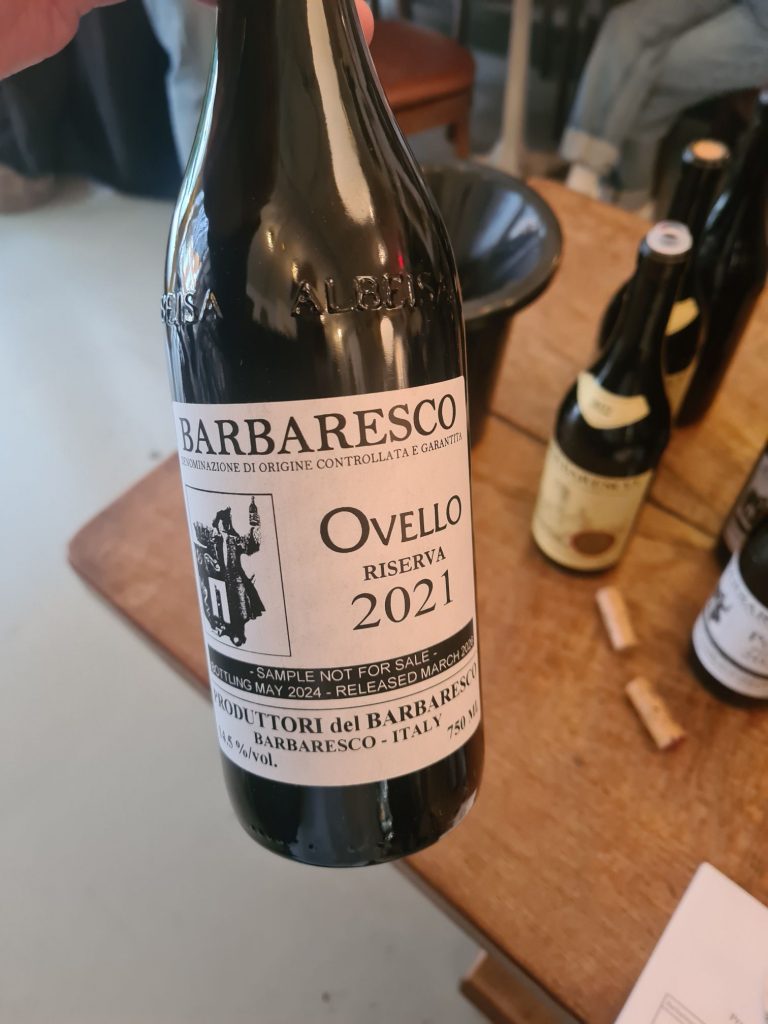 ALBEISA
BARBARESCO
DENOMINAZIONE DI ORIGINE CONTROLLATA E GARANTITA
OVELLO
RISERVA
2021
- SAMPLE NOT FOR SALE -
BOTTLING MAY 2024 - RELEASED MARCH 2026
PRODUTTORI del BARBARESCO
BARBARESCO - ITALY
14.5 %/vol.
750 ML